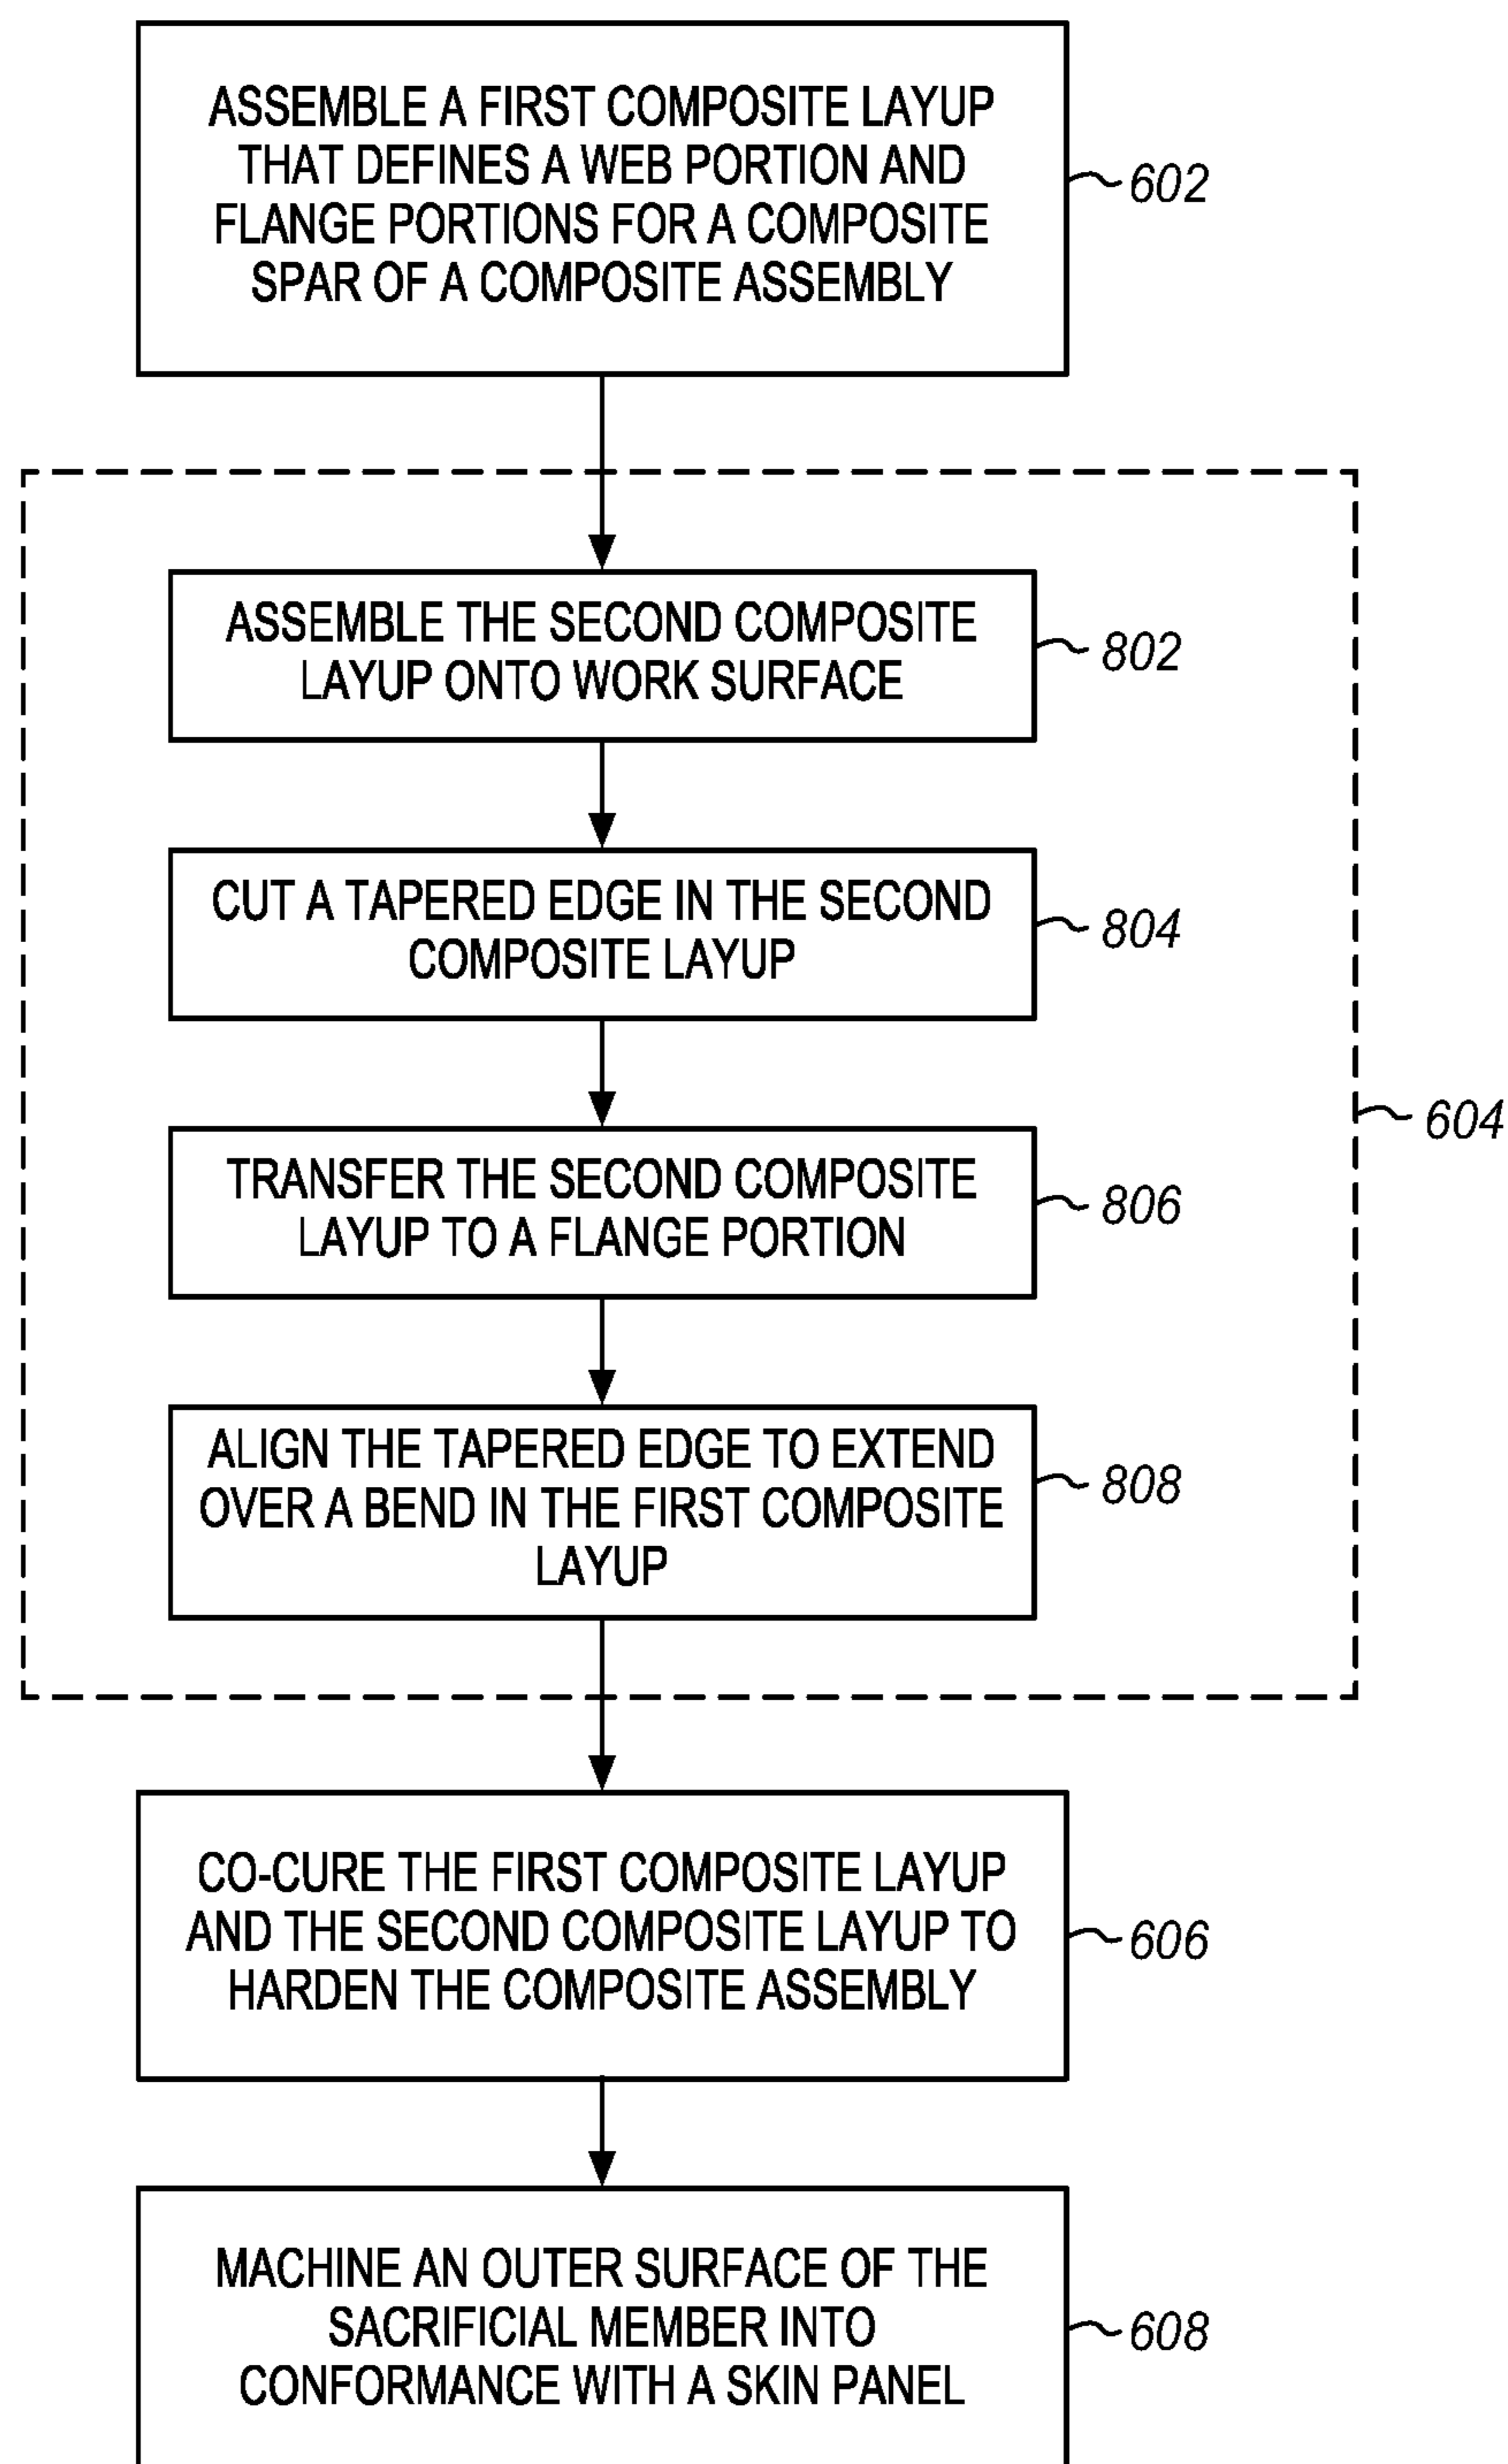 ASSEMBLE A FIRST COMPOSITE LAYUP
THAT DEFINES A WEB PORTION AND
FLANGE PORTIONS FOR A COMPOSITE
SPAR OF A COMPOSITE ASSEMBLY
602
ASSEMBLE THE SECOND COMPOSITE
LAYUP ONTO WORK SURFACE
802
CUT A TAPERED EDGE IN THE SECOND
COMPOSITE LAYUP
804
604
TRANSFER THE SECOND COMPOSITE
LAYUP TO A FLANGE PORTION
806
ALIGN THE TAPERED EDGE TO EXTEND
OVER A BEND IN THE FIRST COMPOSITE
LAYUP
808
CO-CURE THE FIRST COMPOSITE LAYUP
AND THE SECOND COMPOSITE LAYUP TO
HARDEN THE COMPOSITE ASSEMBLY
606
MACHINE AN OUTER SURFACE OF THE
SACRIFICIAL MEMBER INTO
CONFORMANCE WITH A SKIN PANEL
608